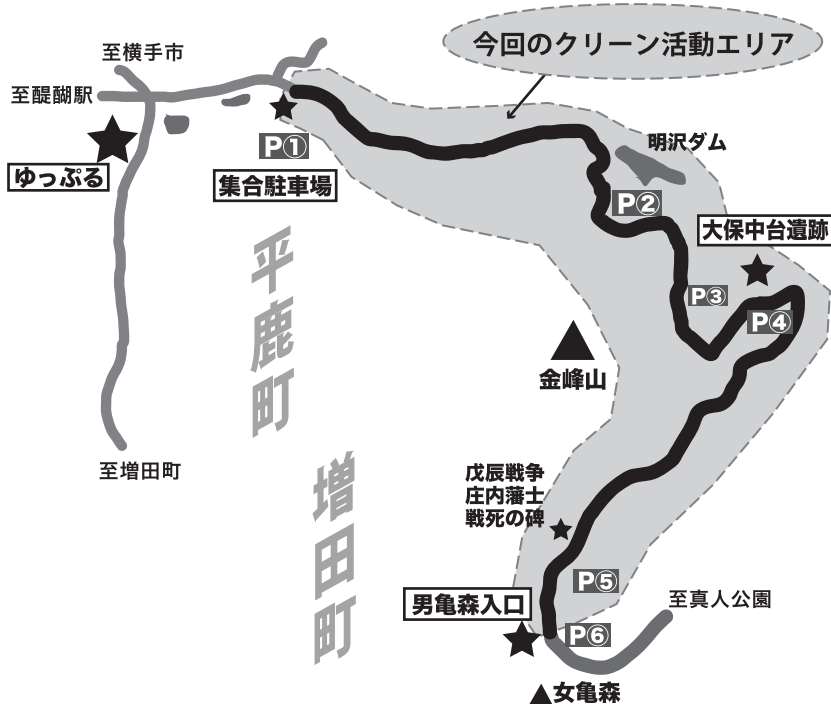 今回のクリーン活動エリア
至横手市
至醍醐駅
ゆっぷる
P①
集合駐車場
明沢ダム
P②
大保中台遺跡
P③
P④
平鹿町
金峰山
至増田町
増田町
戊辰戦争
庄内藩士
戦死の碑
P⑤
男亀森入口
至真人公園
P⑥
女亀森